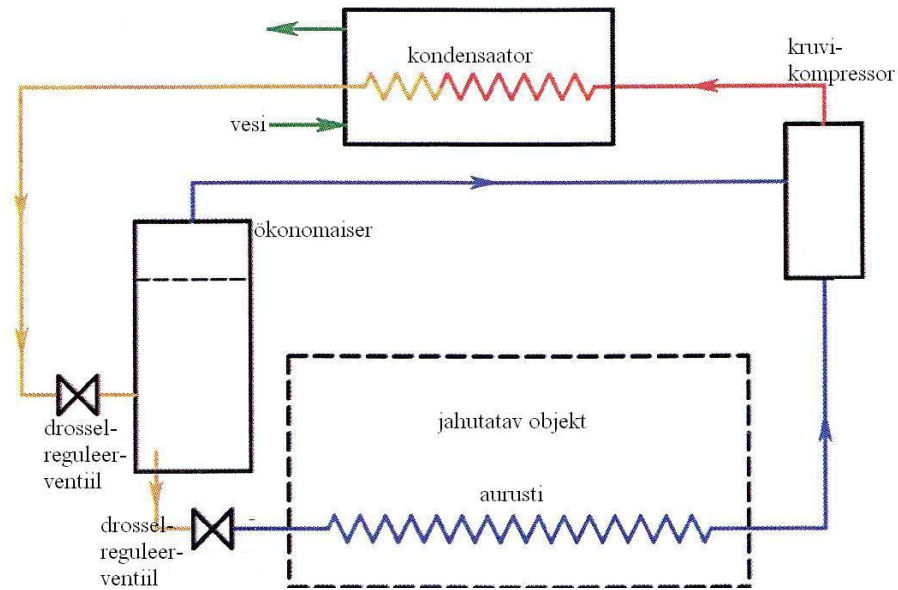 kondensaator
kruvi-
kompressor
vesi
ökonomaiser
drossel-
reguleer-
ventiil
jahutatav objekt
aurusti
drossel-
reguleer-
ventiil